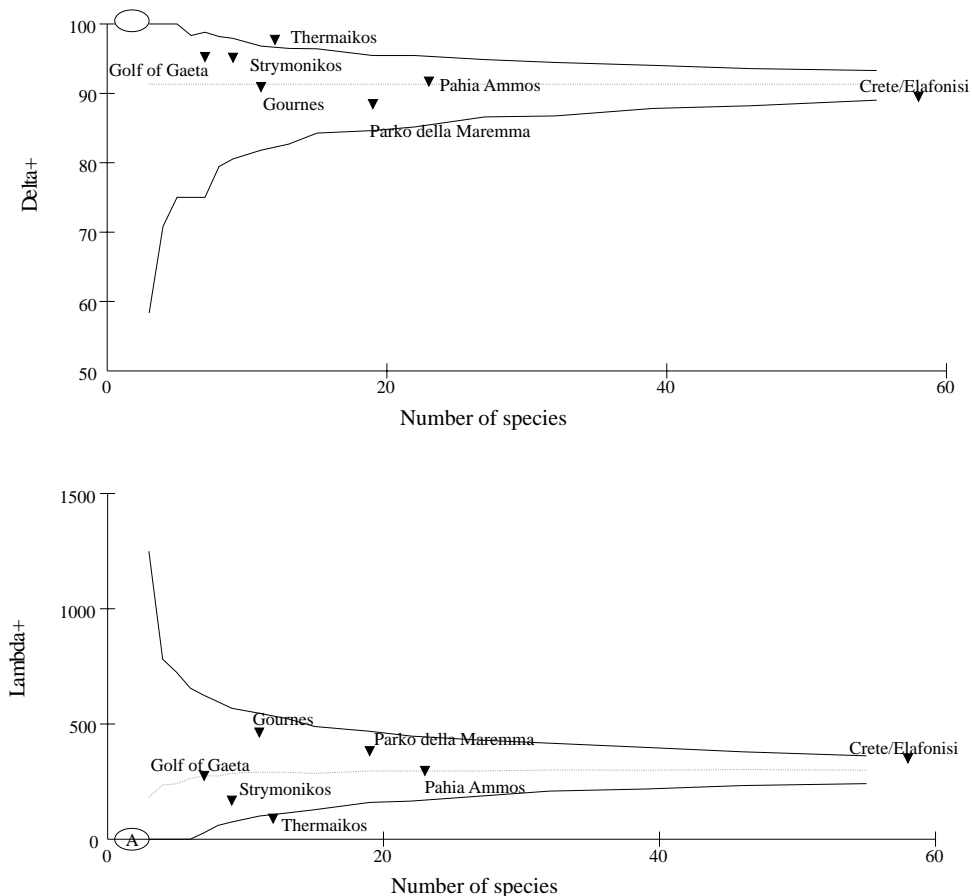 100
Thermaikos
Golf of Gaeta
Strymonikos
90
Gournes
Pahia Ammos
Crete/Elafonisi
Parko della Maremma
80
Delta+
70
60
50
0
20
40
60
Number of species
1500
1000
Lambda+
500
Gournes
Parko della Maremma
Crete/Elafonisi
Golf of Gaeta
Strymonikos
Pahia Ammos
Thermaikos
0
A
0
20
40
60
Number of species